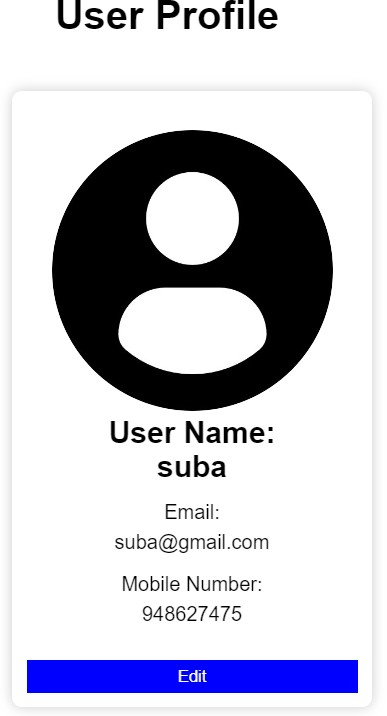 User Profile
User Name:
suba
Email:
suba@gmail.com
Mobile Number:
948627475
Edit